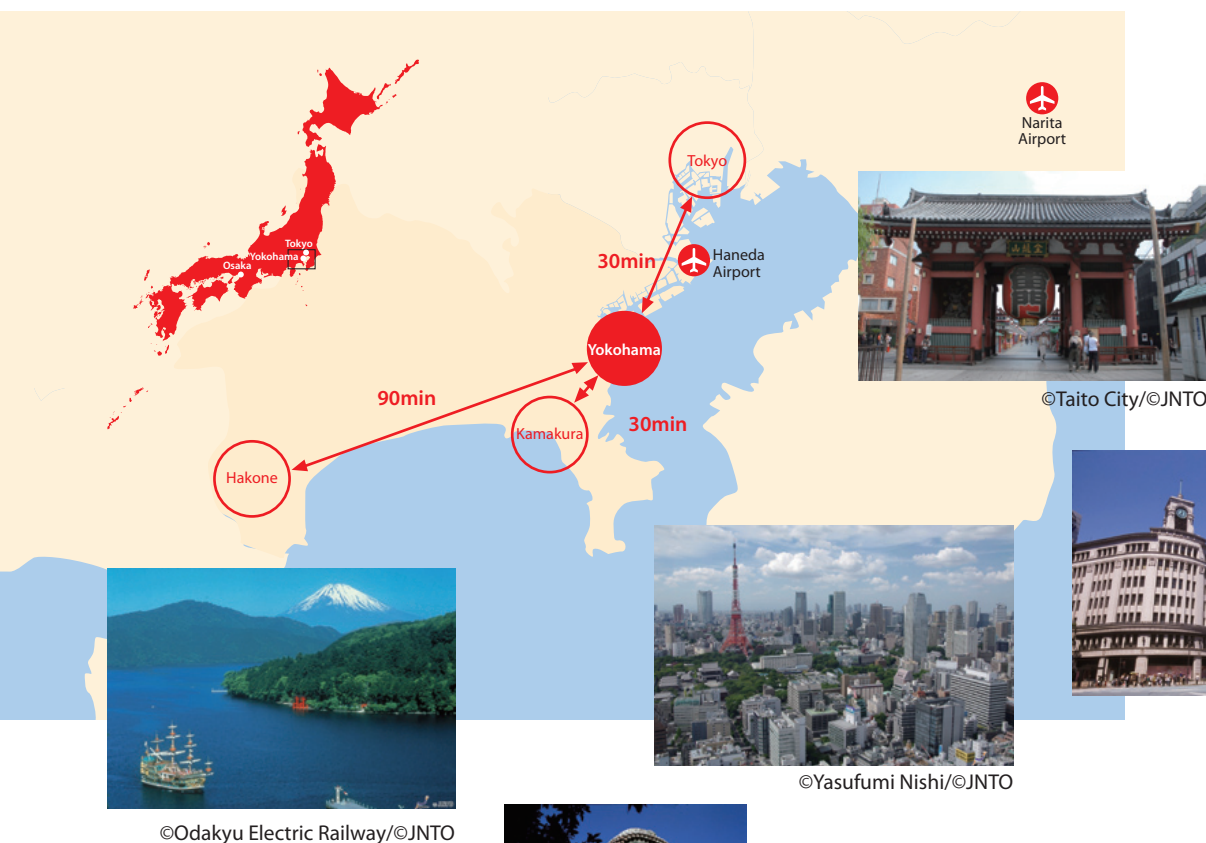 Narita
Airport
Tokyo
Tokyo
Yokohama
Osaka
30min
Haneda
Airport
Yokohama
90min
30min
Kamakura
Hakone
©Taito City/©JNTO
©Yasufumi Nishi/©JNTO
©Odakyu Electric Railway/©JNTO